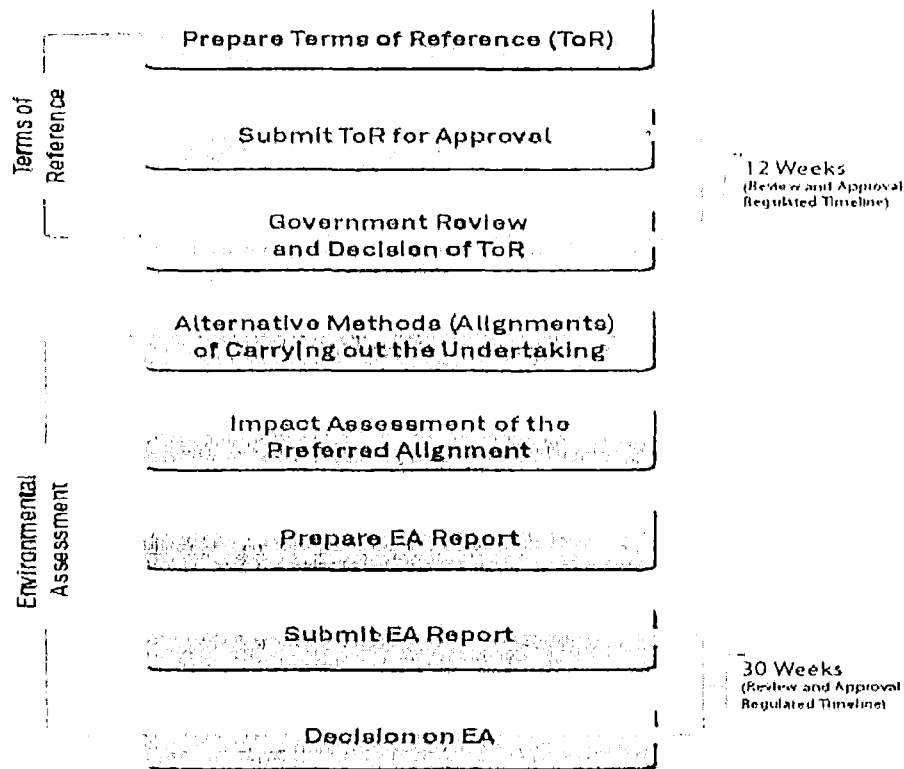 Prepare Terms of Reference (ToR)
Submit ToR for Approval
Government Review
and Decision of ToR
Terms of
Reference
12 Weeks
(Review and Approval
Regulated Timeline)
Alternative Methods (Alignments)
of Carrying out the Undertaking
Impact Assessment of the
Preferred Alignment
Prepare EA Report
Submit EA Report
Decision on EA
Environmental
Assessment
30 Weeks
(Review and Approval
Regulated Timeline)